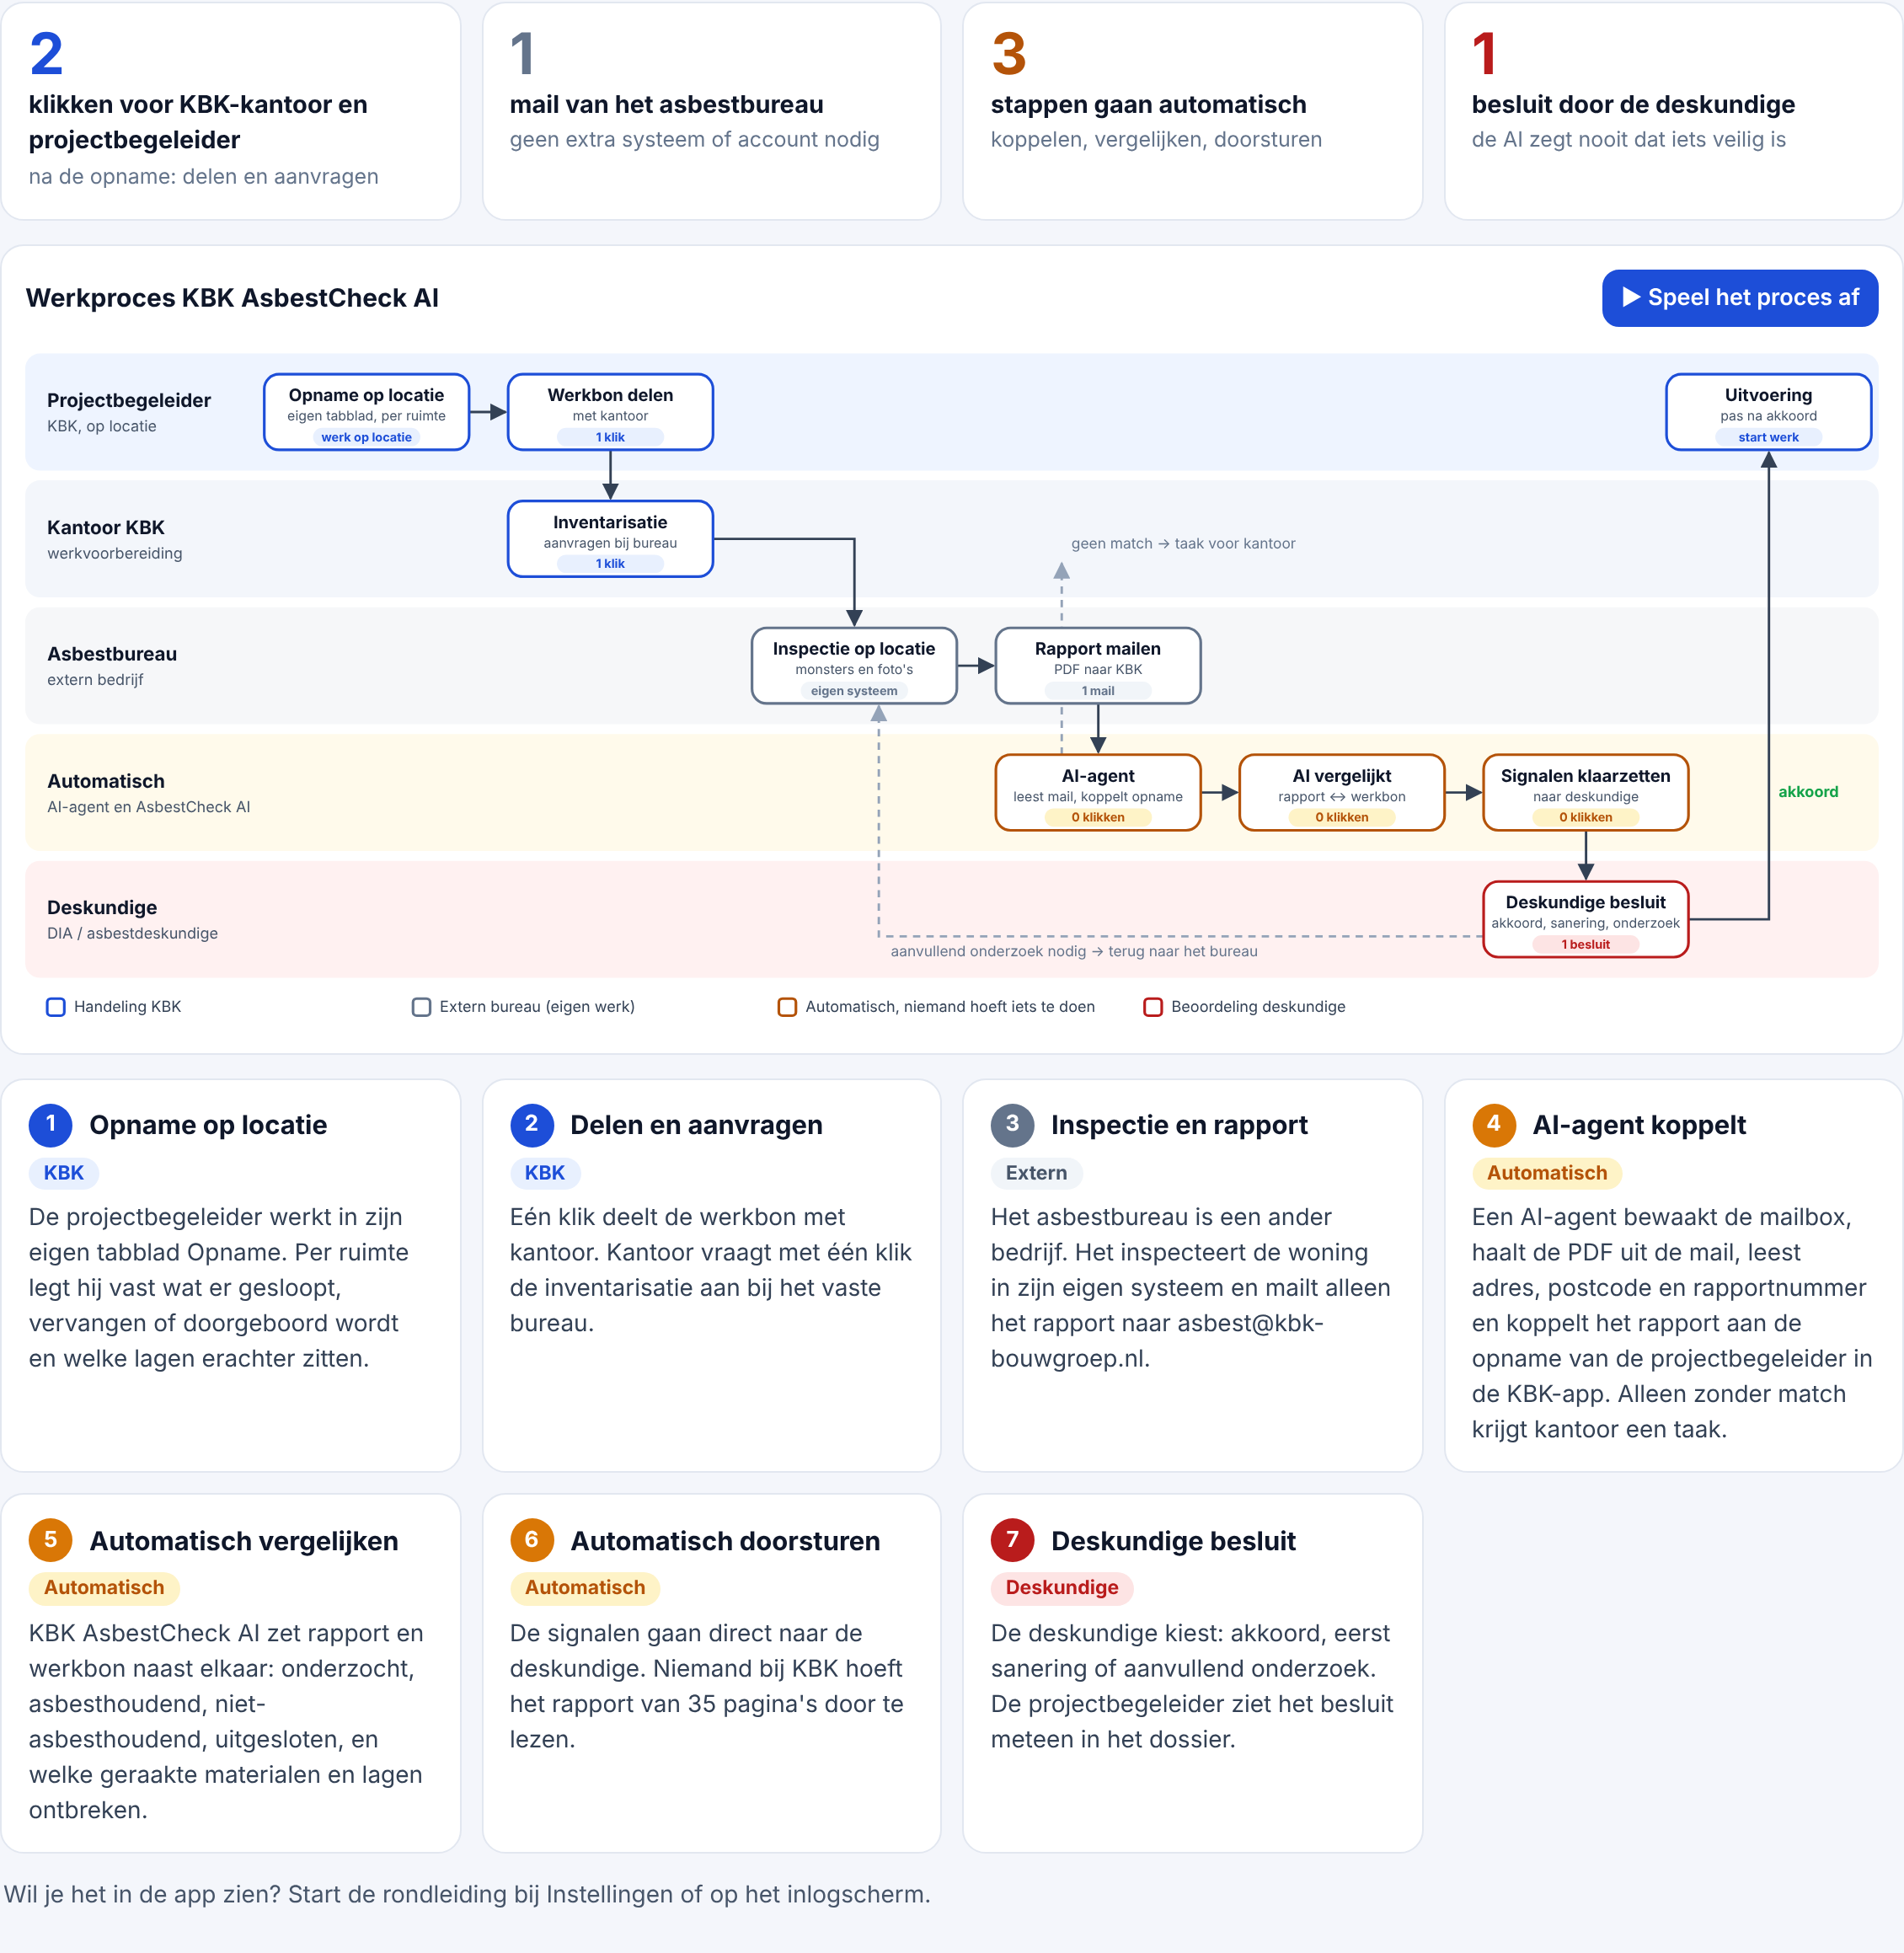 2
klikken voor KBK-kantoor en
projectbegeleider
na de opname: delen en aanvragen
1
mail van het asbestbureau
geen extra systeem of account nodig
3
stappen gaan automatisch
koppelen, vergelijken, doorsturen
1
besluit door de deskundige
de AI zegt nooit dat iets veilig is
Werkproces KBK AsbestCheck AI
▶ Speel het proces af
Projectbegeleider
KBK, op locatie
Opname op locatie
eigen tabblad, per ruimte
werk op locatie
Werkbon delen
met kantoor
1 klik
Uitvoering
pas na akkoord
start werk
Kantoor KBK
werkvoorbereiding
Inventarisatie
aanvragen bij bureau
1 klik
geen match → taak voor kantoor
Asbestbureau
extern bedrijf
Inspectie op locatie
monsters en foto's
eigen systeem
Rapport mailen
PDF naar KBK
1 mail
Automatisch
AI-agent en AsbestCheck AI
AI-agent
leest mail, koppelt opname
0 klikken
AI vergelijkt
rapport ↔ werkbon
0 klikken
Signalen klaarzetten
naar deskundige
0 klikken
akkoord
Deskundige
DIA / asbestdeskundige
Deskundige besluit
akkoord, sanering, onderzoek
1 besluit
aanvullend onderzoek nodig → terug naar het bureau
Handeling KBK
Extern bureau (eigen werk)
Automatisch, niemand hoeft iets te doen
Beoordeling deskundige
1 Opname op locatie
KBK
De projectbegeleider werkt in zijn
eigen tabblad Opname. Per ruimte
legt hij vast wat er gesloopt,
vervangen of doorgeboord wordt
en welke lagen erachter zitten.
2 Delen en aanvragen
KBK
Eén klik deelt de werkbon met
kantoor. Kantoor vraagt met één klik
de inventarisatie aan bij het vaste
bureau.
3 Inspectie en rapport
Extern
Het asbestbureau is een ander
bedrijf. Het inspecteert de woning
in zijn eigen systeem en mailt alleen
het rapport naar asbest@kbk-
bouwgroep.nl.
4 AI-agent koppelt
Automatisch
Een AI-agent bewaakt de mailbox,
haalt de PDF uit de mail, leest
adres, postcode en rapportnummer
en koppelt het rapport aan de
opname van de projectbegeleider in
de KBK-app. Alleen zonder match
krijgt kantoor een taak.
5 Automatisch vergelijken
Automatisch
KBK AsbestCheck AI zet rapport en
werkbon naast elkaar: onderzocht,
asbesthoudend, niet-
asbesthoudend, uitgesloten, en
welke geraakte materialen en lagen
ontbreken.
6 Automatisch doorsturen
Automatisch
De signalen gaan direct naar de
deskundige. Niemand bij KBK hoeft
het rapport van 35 pagina's door te
lezen.
7 Deskundige besluit
Deskundige
De deskundige kiest: akkoord, eerst
sanering of aanvullend onderzoek.
De projectbegeleider ziet het besluit
meteen in het dossier.
Wil je het in de app zien? Start de rondleiding bij Instellingen of op het inlogscherm.